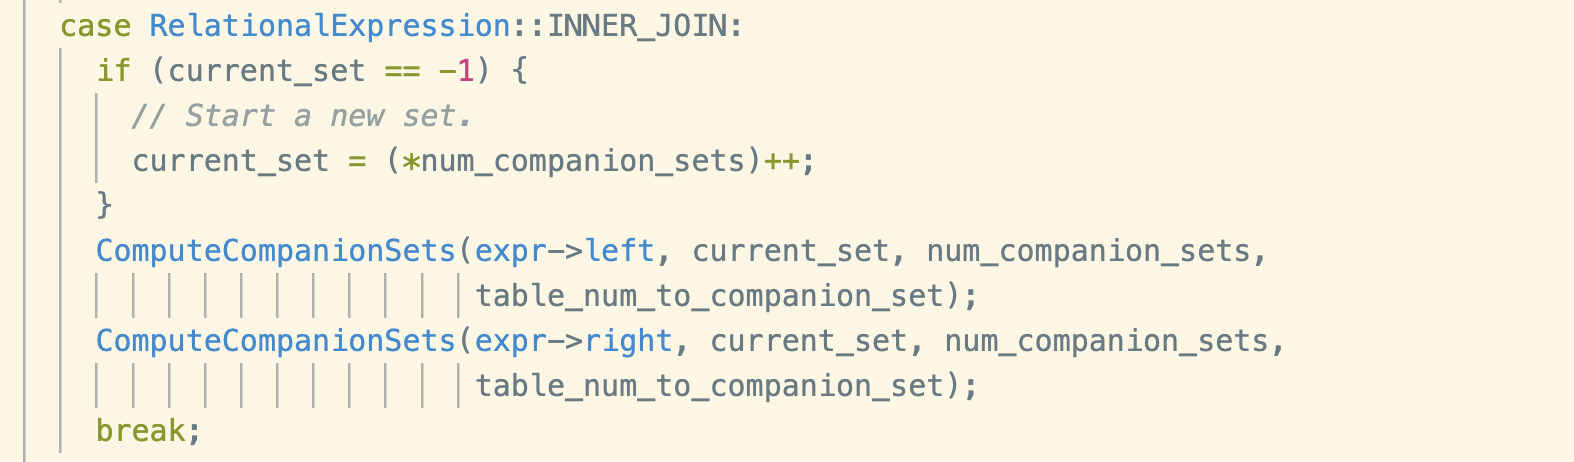 case RelationalExpression::INNER_JOIN:
if (current_set == -1) {
// Start a new set.
current_set = (*num_companion_sets)++;
}
ComputeCompanionSets(expr->left, current_set, num_companion_sets,
table_num_to_companion_set);
ComputeCompanionSets(expr->right, current_set, num_companion_sets,
table_num_to_companion_set);
break;